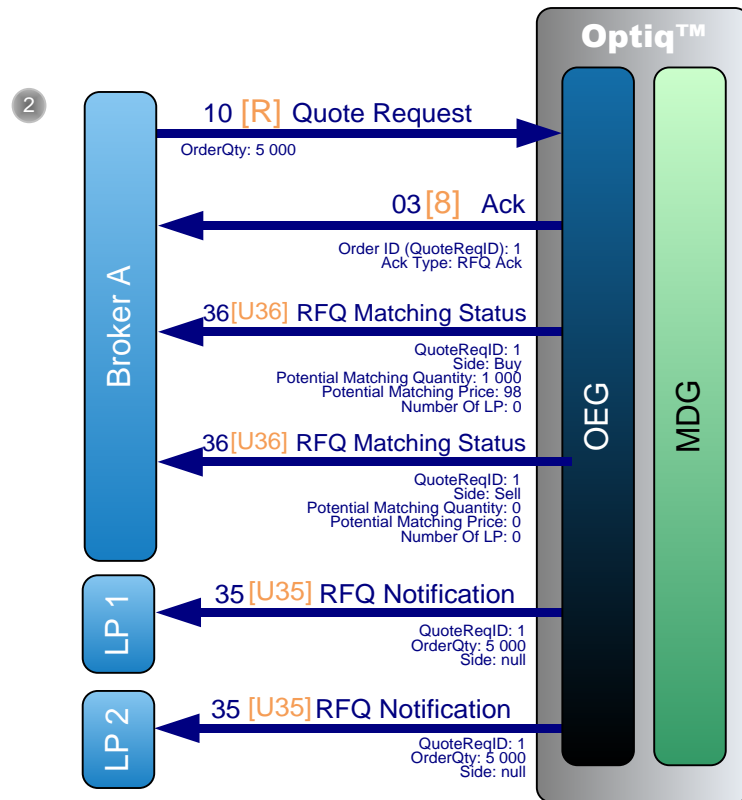 Optiq™
2
10 [R] Quote Request
OrderQty: 5 000
03 [8] Ack
Order ID (QuoteReqID): 1
Ack Type: RFQ Ack
36 [U36] RFQ Matching Status
QuoteReqID: 1
Side: Buy
Potential Matching Quantity: 1 000
Potential Matching Price: 98
Number Of LP: 0
36 [U36] RFQ Matching Status
QuoteReqID: 1
Side: Sell
Potential Matching Quantity: 0
Potential Matching Price: 0
Number Of LP: 0
Broker A
OEG
MDG
35 [U35] RFQ Notification
QuoteReqID: 1
OrderQty: 5 000
Side: null
LP 1
35 [U35] RFQ Notification
QuoteReqID: 1
OrderQty: 5 000
Side: null
LP 2